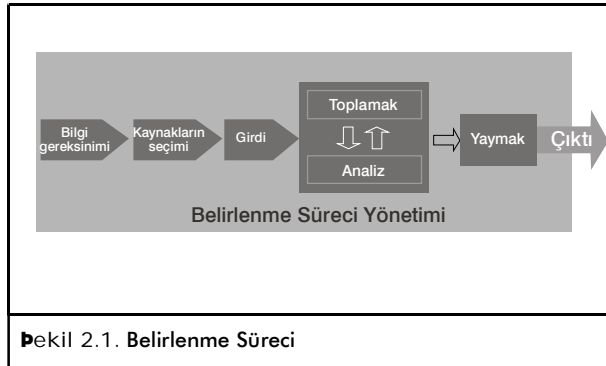 Bilgi
gereksinimi
Kaynakların
seçimi
Girdi
Toplamak
Analiz
Yaymak
Çıktı
Belirlenme Süreci Yönetimi
Þekil 2.1. Belirlenme Süreci